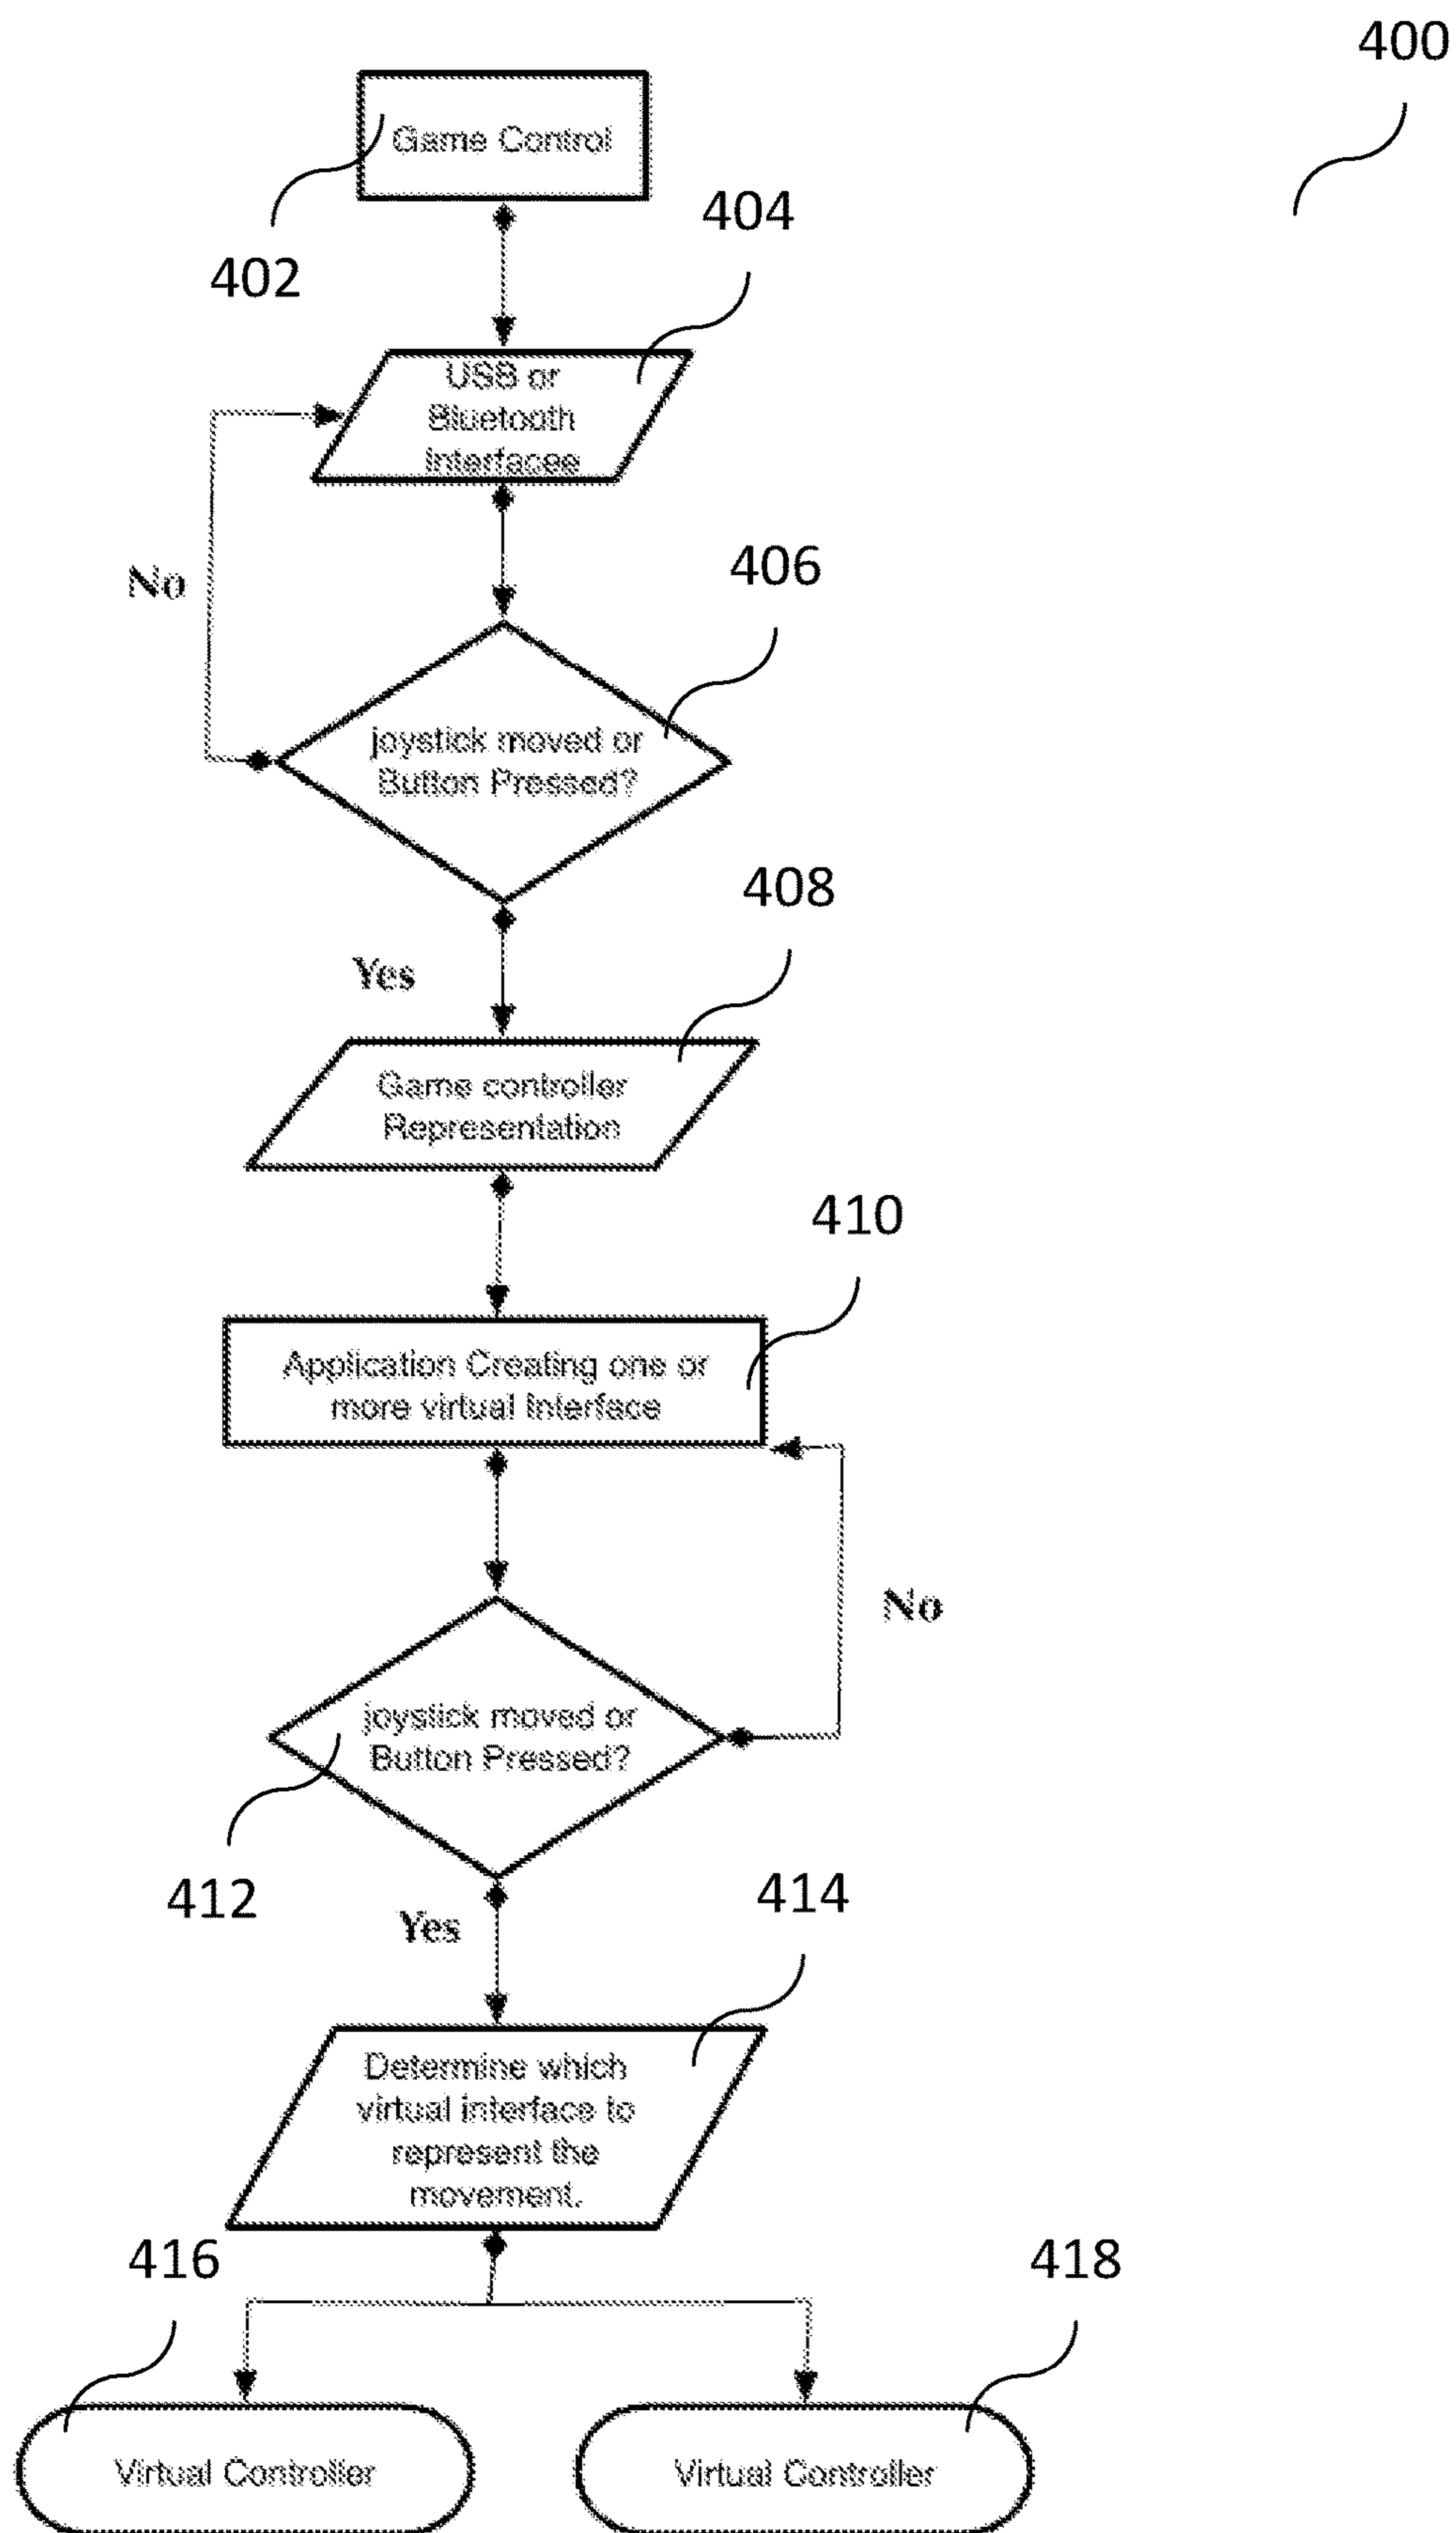 400
Game Control
402
404
USB or
Bluetooth
Interfaces
No
406
joystick moved or
Button Pressed?
Yes
408
Game controller
Representation
410
Application Creating one or
more virtual Interface
No
joystick moved or
Button Pressed?
412
Yes
414
Determine which
virtual interface to
represent the
movement.
416
418
Virtual Controller
Virtual Controller